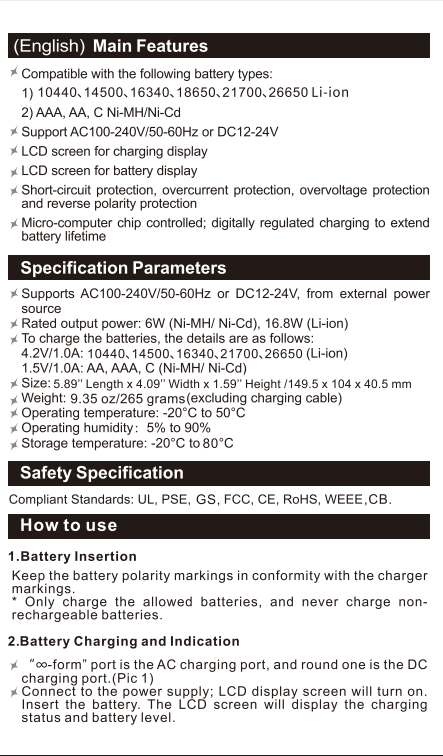 (English) Main Features
Compatible with the following battery types:
1) 10440、14500、16340、18650、21700、26650 Li-ion
2) AAA, AA, C Ni-MH/Ni-Cd
Support AC100-240V/50-60Hz or DC12-24V
LCD screen for charging display
LCD screen for battery display
Short-circuit protection, overcurrent protection, overvoltage protection
and reverse polarity protection
Micro-computer chip controlled; digitally regulated charging to extend
battery lifetime
Specification Parameters
Supports AC100-240V/50-60Hz or DC12-24V, from external power
source
Rated output power: 6W (Ni-MH/ Ni-Cd), 16.8W (Li-ion)
To charge the batteries, the details are as follows:
4.2V/1.0A: 10440、14500、16340、21700、26650 (Li-ion)
1.5V/1.0A: AA, AAA, C (Ni-MH/ Ni-Cd)
Size: 5.89'' Length x 4.09'' Width x 1.59'' Height /149.5 x 104 x 40.5 mm
Weight: 9.35 oz/265 grams(excluding charging cable)
Operating temperature: -20°C to 50°C
Operating humidity: 5% to 90%
Storage temperature: -20°C to 80°C
Safety Specification
Compliant Standards: UL, PSE, GS, FCC, CE, RoHS, WEEE,CB.
How to use
1.Battery Insertion
Keep the battery polarity markings in conformity with the charger
markings.
* Only charge the allowed batteries, and never charge non-
rechargeable batteries.
2.Battery Charging and Indication
“∞-form” port is the AC charging port, and round one is the DC
charging port.(Pic 1)
Connect to the power supply; LCD display screen will turn on.
Insert the battery. The LCD screen will display the charging
status and battery level.